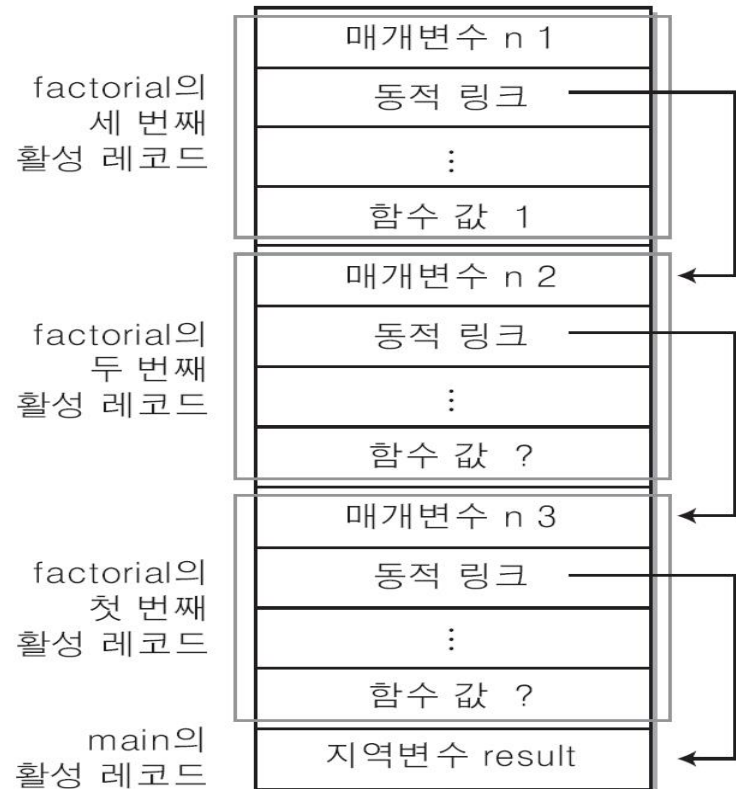 매개변수 n 1
factorial의
세 번째
활성 레코드
동적 링크
⋮
함수 값 1
매개변수 n 2
factorial의
두 번째
활성 레코드
동적 링크
⋮
함수 값 ?
매개변수 n 3
factorial의
첫 번째
활성 레코드
동적 링크
⋮
함수 값 ?
main의
활성 레코드
지역변수 result